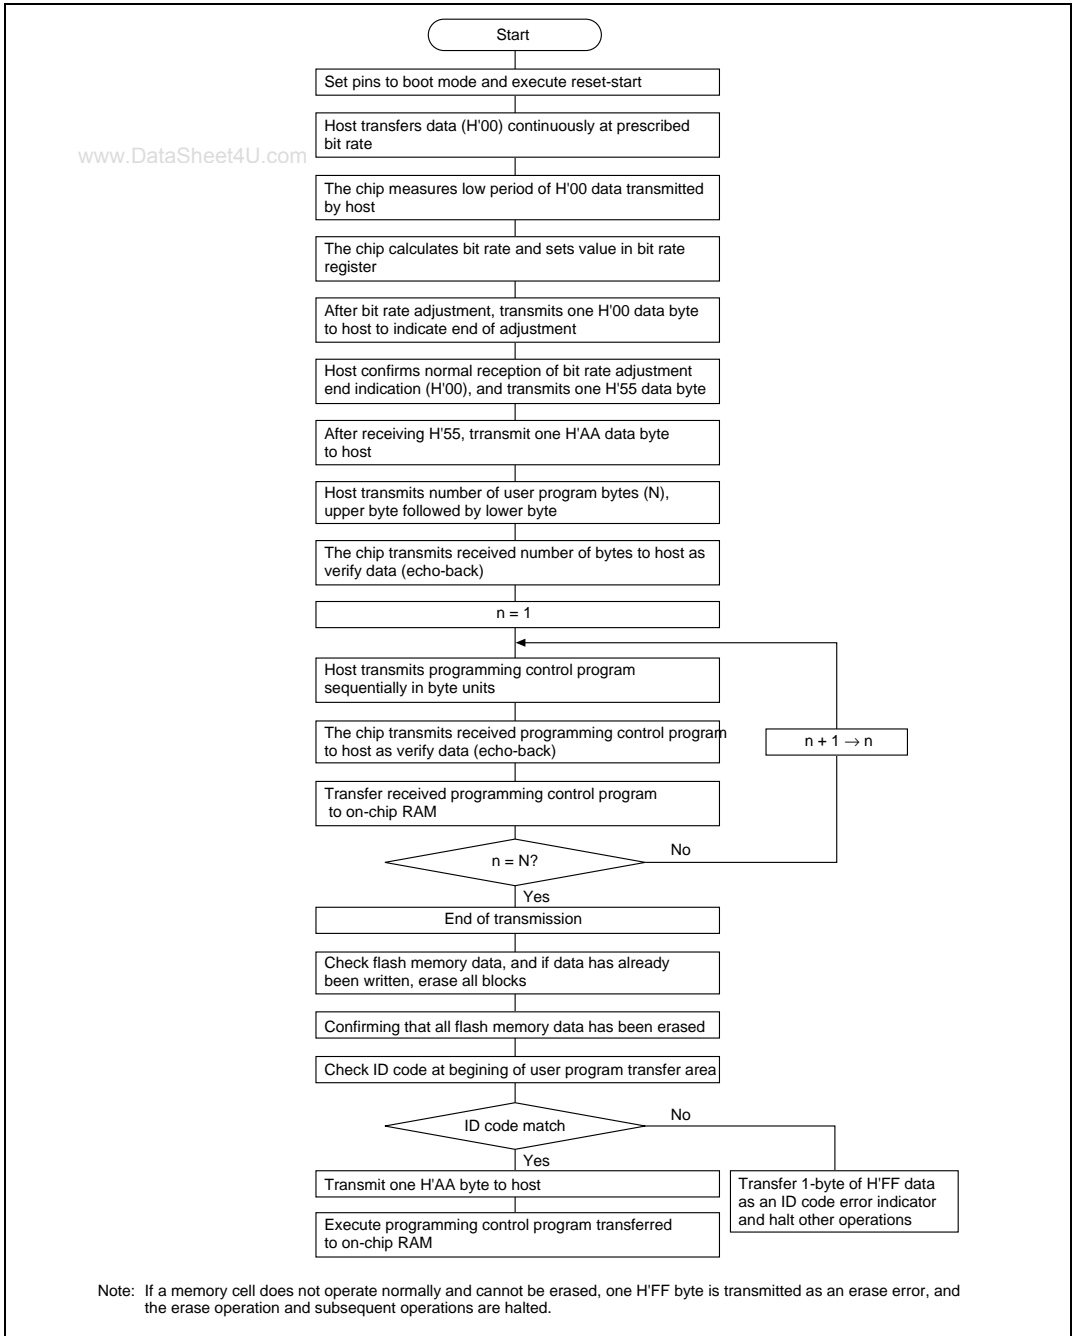 Start
Set pins to boot mode and execute reset-start
Host transfers data (H'00) continuously at prescribed
bit rate
www.DataSheet4U.com
The chip measures low period of H'00 data transmitted
by host
The chip calculates bit rate and sets value in bit rate
register
After bit rate adjustment, transmits one H'00 data byte
to host to indicate end of adjustment
Host confirms normal reception of bit rate adjustment
end indication (H'00), and transmits one H'55 data byte
After receiving H'55, trransmit one H'AA data byte
to host
Host transmits number of user program bytes (N),
upper byte followed by lower byte
The chip transmits received number of bytes to host as
verify data (echo-back)
n = 1
Host transmits programming control program
sequentially in byte units
The chip transmits received programming control program
to host as verify data (echo-back)
n + 1 → n
Transfer received programming control program
to on-chip RAM
n = N?
No
Yes
End of transmission
Check flash memory data, and if data has already
been written, erase all blocks
Confirming that all flash memory data has been erased
Check ID code at begining of user program transfer area
ID code match
No
Yes
Transmit one H'AA byte to host
Transfer 1-byte of H'FF data
as an ID code error indicator
and halt other operations
Execute programming control program transferred
to on-chip RAM
Note: If a memory cell does not operate normally and cannot be erased, one H'FF byte is transmitted as an erase error, and
the erase operation and subsequent operations are halted.